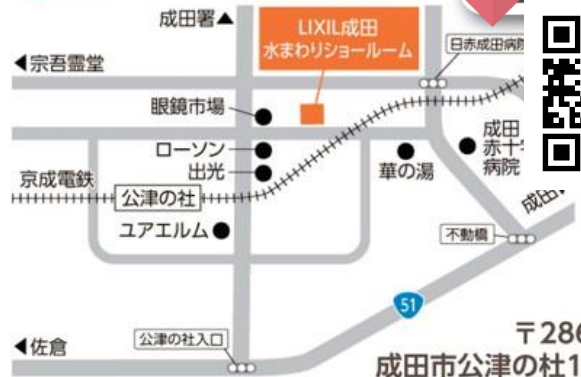 成田署▲
LIXIL成田
水まわりショールーム
日赤成田病院
◀宗吾霊堂
眼鏡市場
ローソン
出光
成田
赤十字
病院
華の湯
京成電鉄
公津の杜
ユアエルム
成田▶
不動橋
51
◀佐倉
公津の杜入口
〒286
成田市公津の杜1